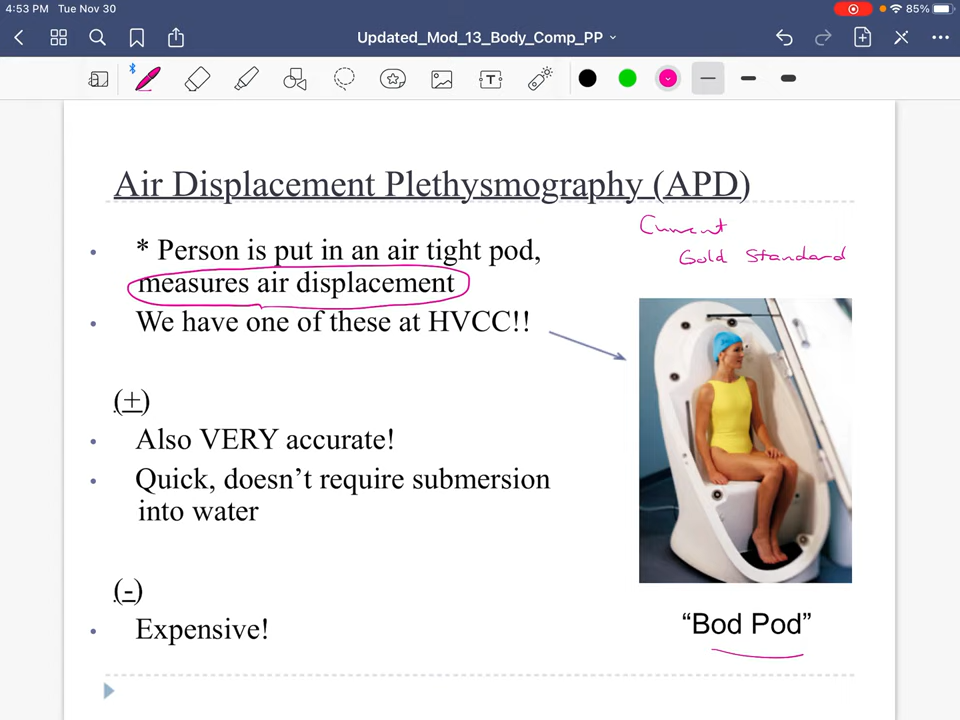 4:53 PM Tue Nov 30
85%
Updated_Mod_13_Body_Comp_PP
T
Air Displacement Plethysmography (APD)
Current
Gold Standard
• * Person is put in an air tight pod,
measures air displacement
• We have one of these at HVCC!!
(+)
• Also VERY accurate!
• Quick, doesn’t require submersion
into water
(-)
• Expensive!
“Bod Pod”